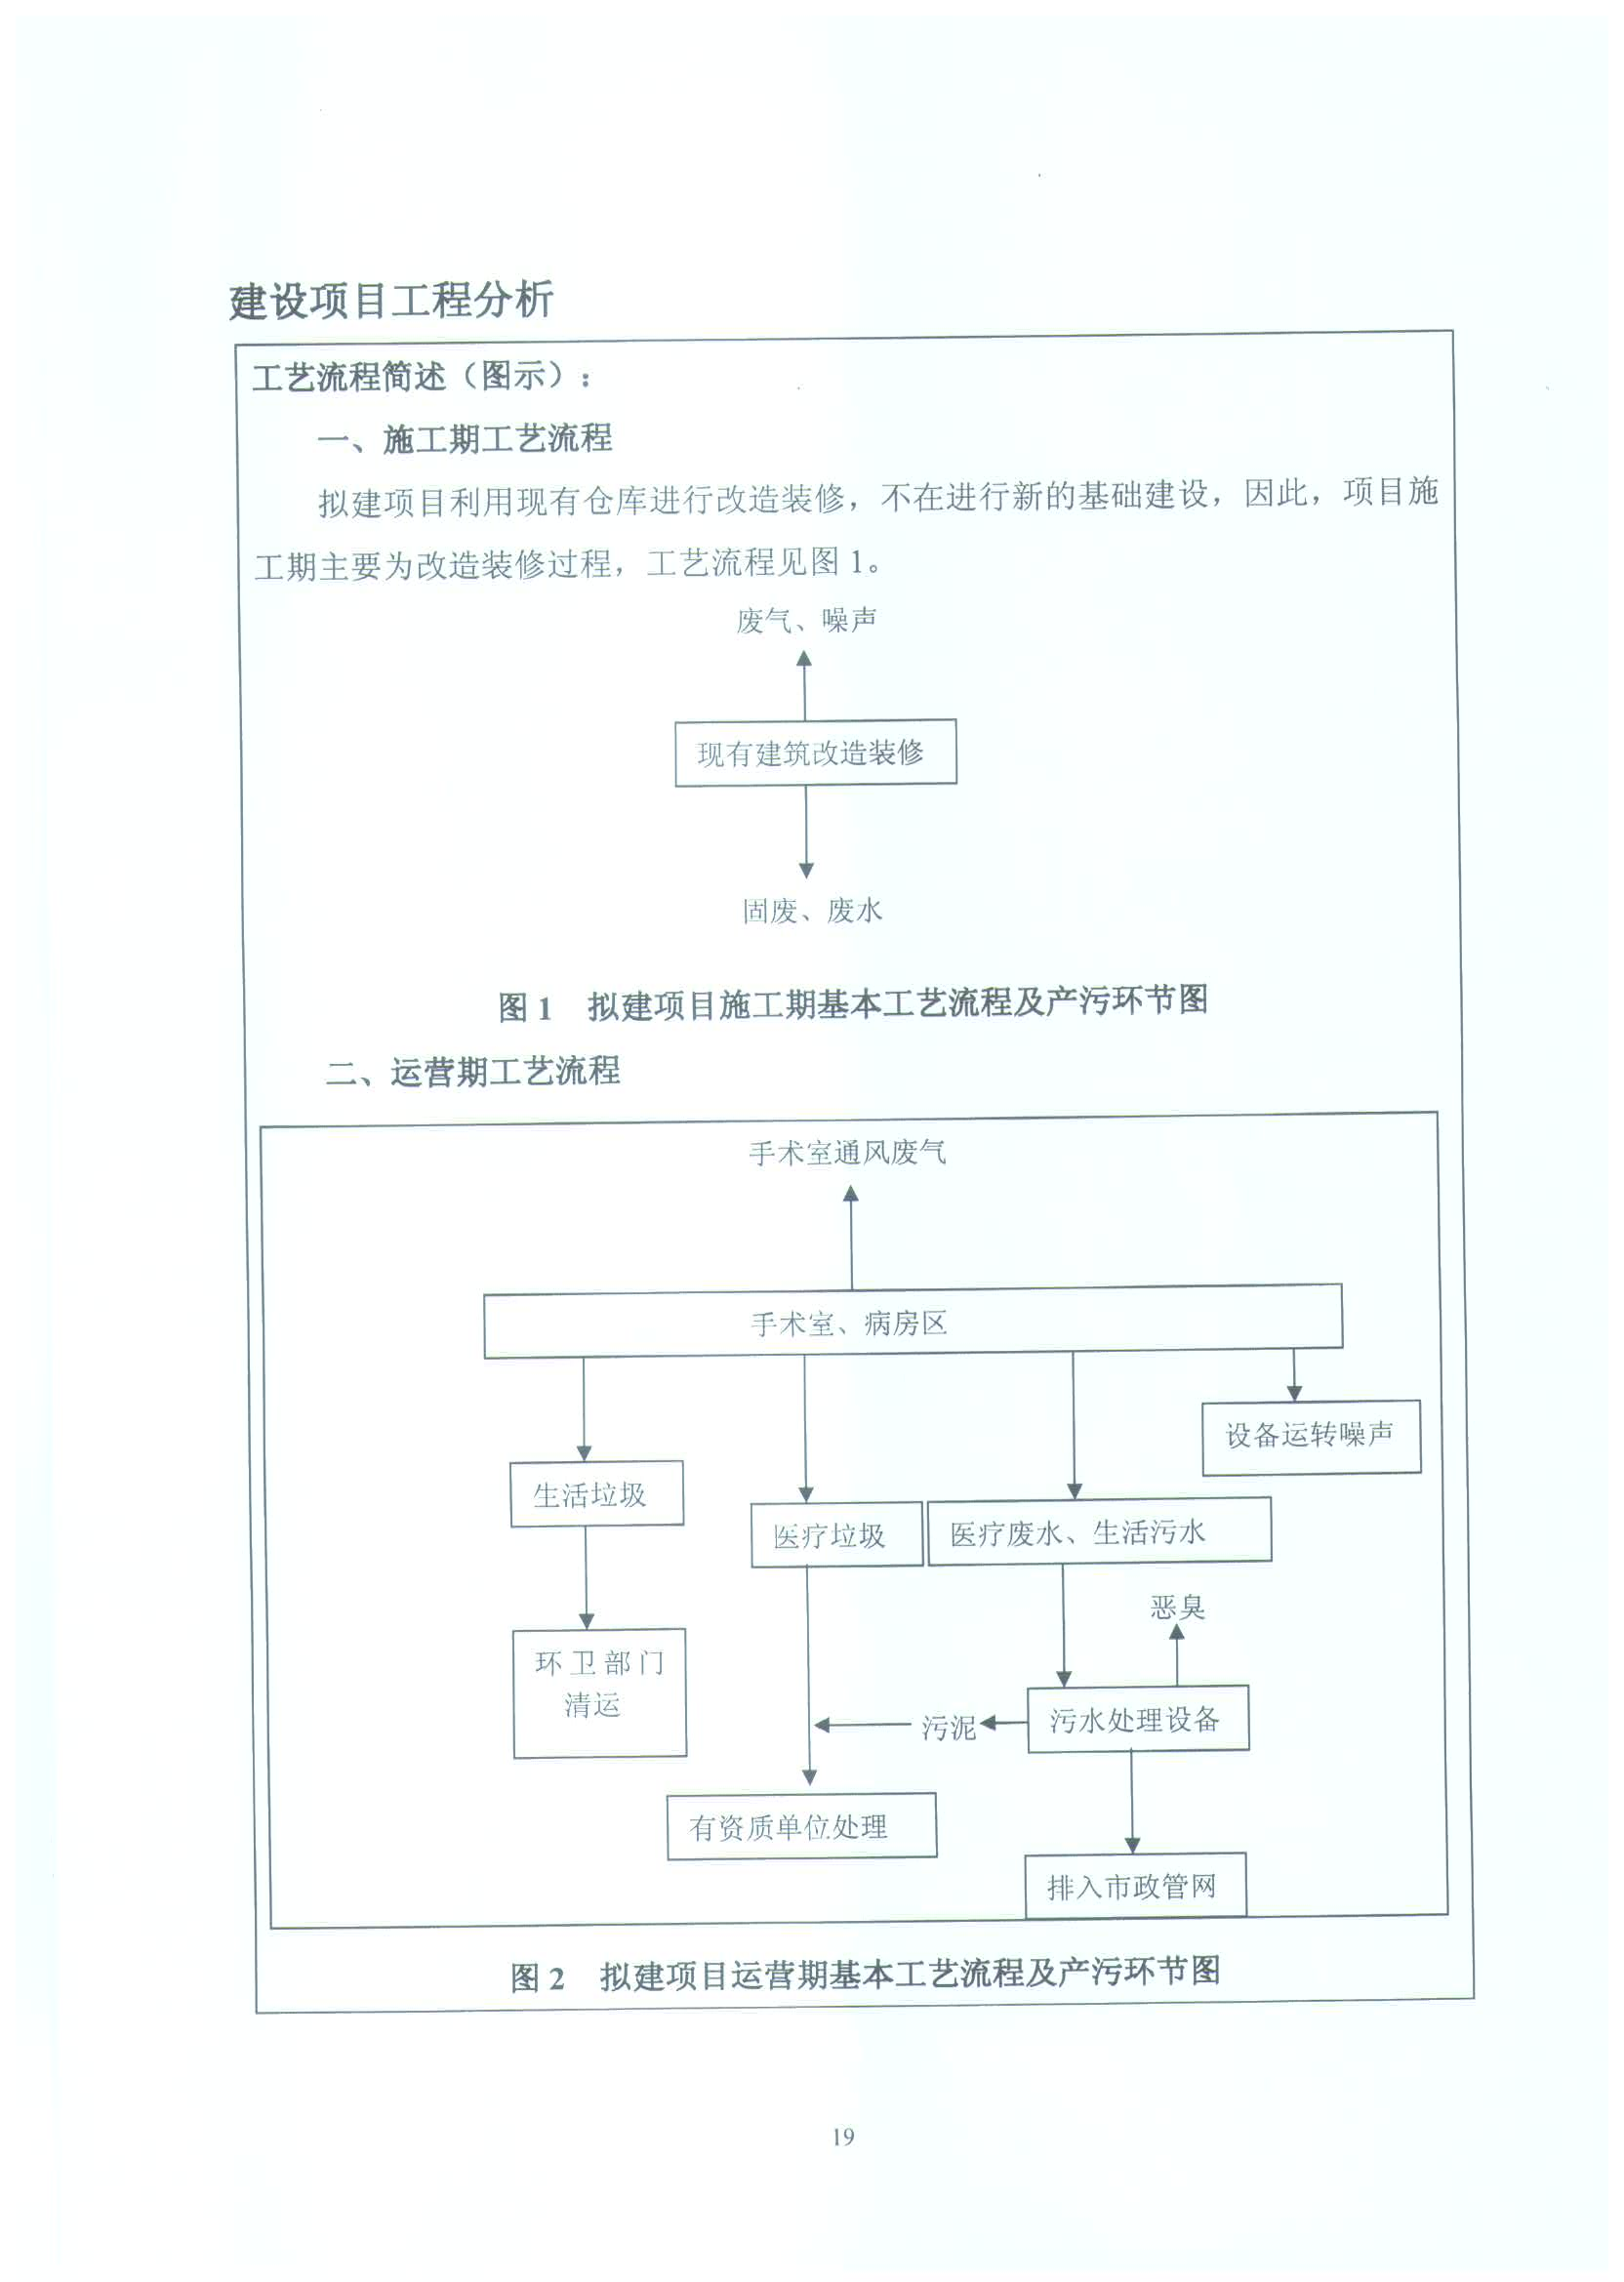 建设项目工程分析
工艺流程简述（图示）：
一、施工期工艺流程
拟建项目利用现有仓库进行改造装修，不在进行新的基础建设，因此，项目施
工期主要为改造装修过程，工艺流程见图 1。
废气、噪声
现有建筑改造装修
固废、废水
图 1 拟建项目施工期基本工艺流程及产污环节图
二、运营期工艺流程
手术室通风废气
手术室、病房区
设备运转噪声
生活垃圾
医疗垃圾
医疗废水、生活污水
恶臭
环卫部门
清运
污泥
污水处理设备
有资质单位处理
排入市政管网
图 2 拟建项目运营期基本工艺流程及产污环节图
19